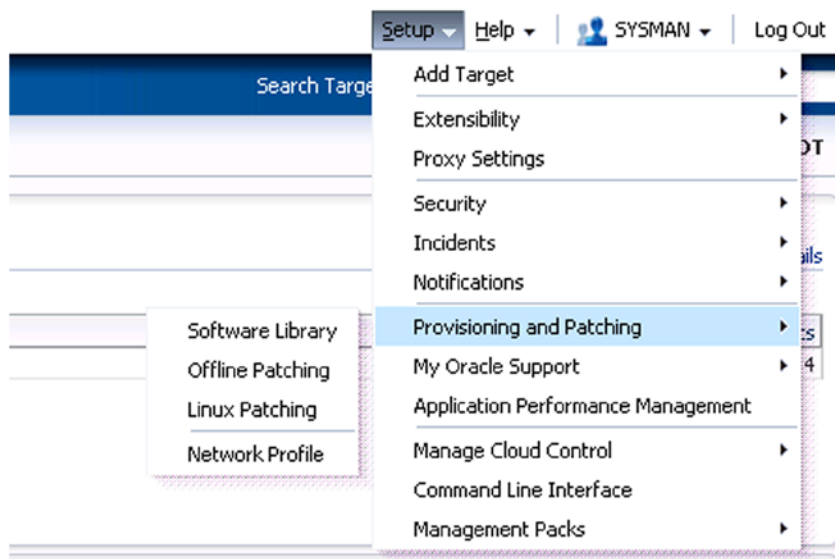 Setup Help SYSMAN Log Out
Search Targe
Add Target
Extensibility
Proxy Settings
OT
Security
Incidents
ails
Notifications
Provisioning and Patching
Software Library
s
Offline Patching
My Oracle Support
4
Linux Patching
Application Performance Management
Network Profile
Manage Cloud Control
Command Line Interface
Management Packs